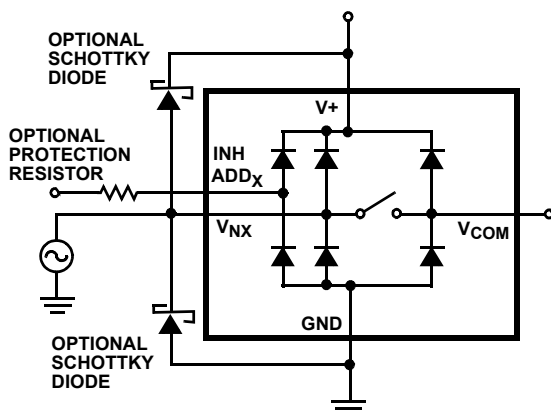 OPTIONAL
SCHOTTKY
DIODE
V+
OPTIONAL
PROTECTION
RESISTOR
INH
ADDX
VNX
VCOM
GND
OPTIONAL
SCHOTTKY
DIODE